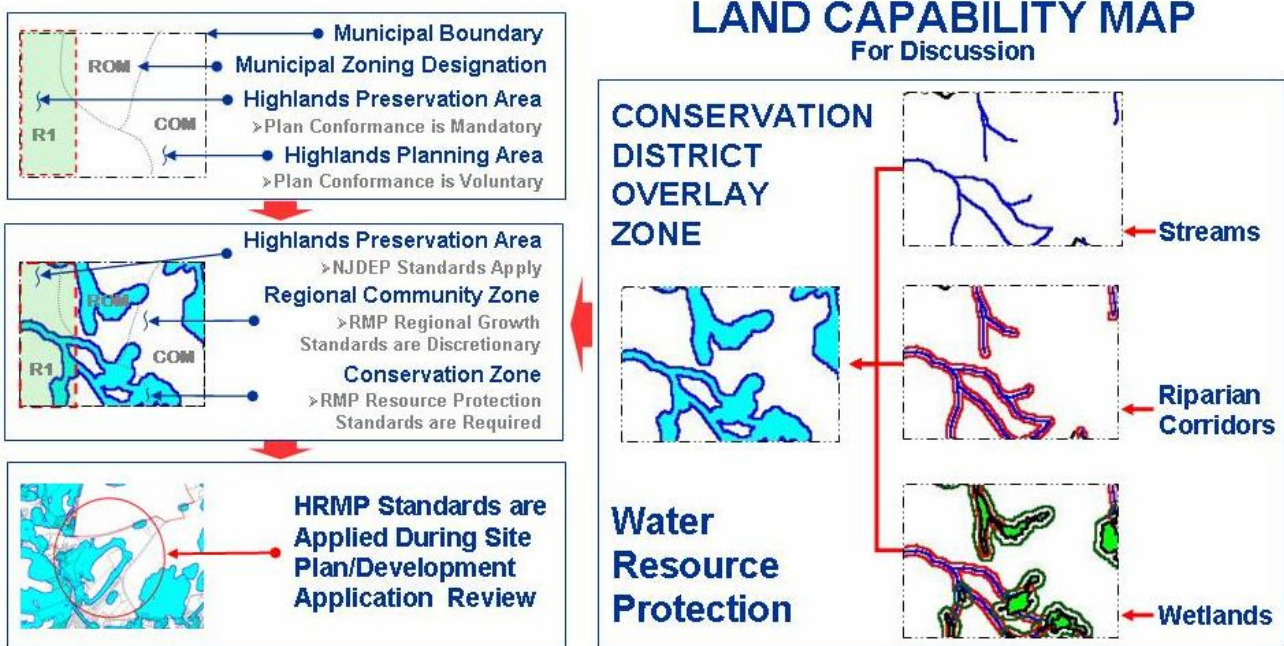 LAND CAPABILITY MAP
For Discussion
Municipal Boundary
ROM
Municipal Zoning Designation
Highlands Preservation Area
>Plan Conformance is Mandatory
COM
R1
Highlands Planning Area
>Plan Conformance is Voluntary
Highlands Preservation Area
>NJDEP Standards Apply
ROM
Regional Community Zone
>RMP Regional Growth
Standards are Discretionary
COM
R1
Conservation Zone
>RMP Resource Protection
Standards are Required
HRMP Standards are
Applied During Site
Plan/Development
Application Review
CONSERVATION
DISTRICT
OVERLAY
ZONE
Water
Resource
Protection
Streams
Riparian
Corridors
Wetlands